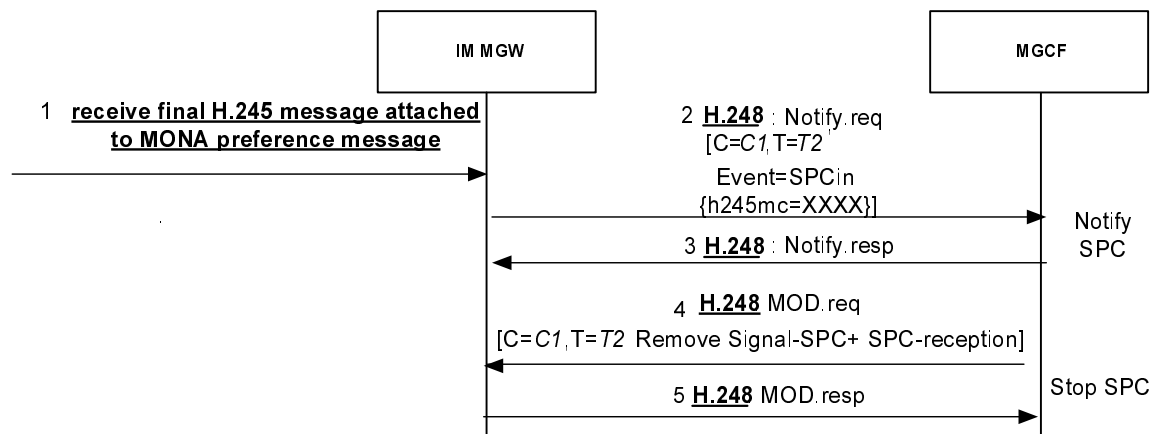 IM MGW
MGCF
1 receive final H.245 message attached
to MONA preference message
2 H.248 : Notify.req
[C=C1,T=T2
Event=SPCin
{h245mc=XXXX}]
Notify
SPC
3 H.248 : Notify.resp
4 H.248 MOD.req
[C=C1,T=T2 Remove Signal-SPC+ SPC-reception]
Stop SPC
5 H.248 MOD.resp